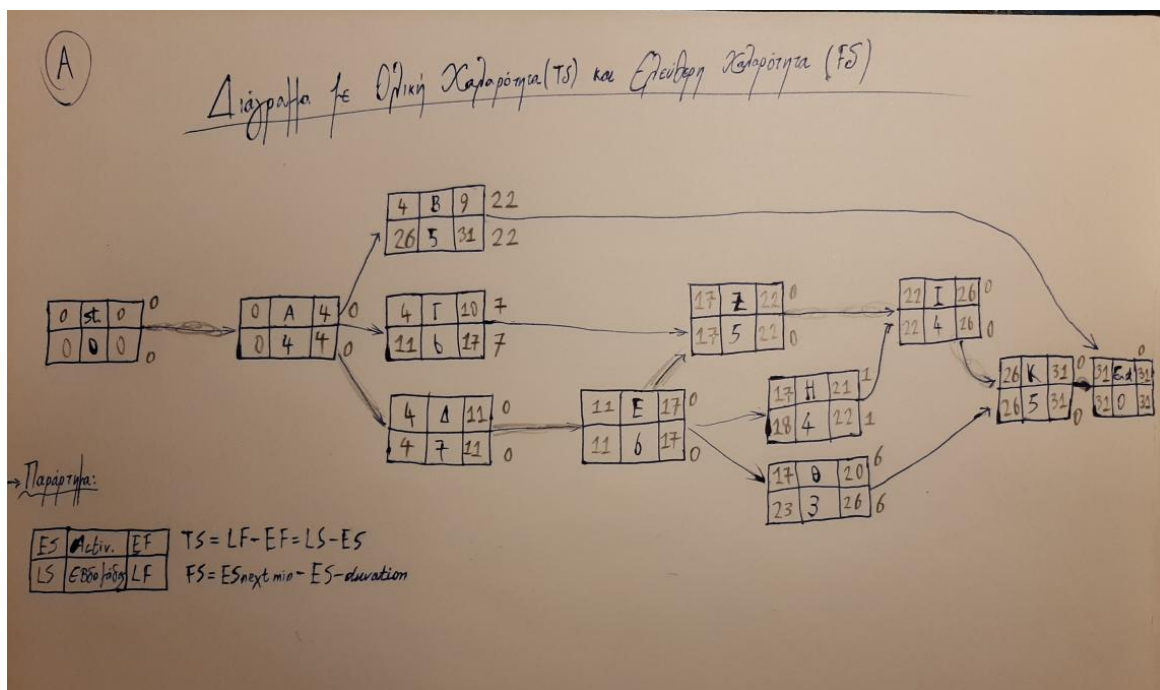 A
Διάγραμμα με Ολική Χαλαρότητα (TS) και Ελεύθερη Χαλαρότητα (FS)
4 B 9 22
26 5 31 22
0 st. 0 0
0 0 0 0
0 A 4 0
0 4 4 0
4 Γ 10 7
11 6 17 7
17 Z 22 0
17 5 22 0
22 I 26 0
22 4 26 0
4 Δ 11 0
4 7 11 0
11 E 17 0
11 6 17 0
17 H 21 1
18 4 22 1
26 K 31 0
26 5 31 0
31 Ed 31 0
31 0 31
17 Θ 20 6
23 3 26 6
→ Παράρτημα:
ES Activ. EF TS = LF - EF = LS - ES
LS εβδομάδες LF FS = ESnext min - ES - duration